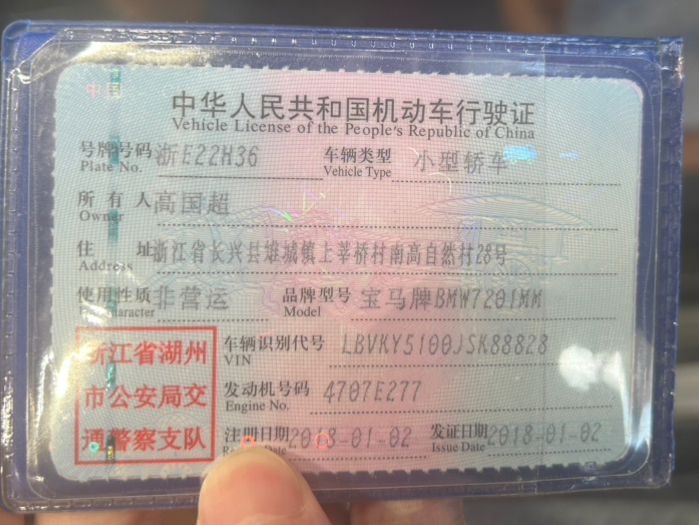 中国
中华人民共和国机动车行驶证
Vehicle License of the People's Republic of China
号牌号码 浙E22H36 车辆类型 小型轿车
Plate No. Vehicle Type
所有人 高国超
Owner
住址 浙江省长兴县雉城镇上莘桥村南高自然村28号
Address
使用性质 非营运 品牌型号 宝马牌BMW7201MM
Character Model
浙江省湖州
市公安局交
通警察支队
车辆识别代号 LBVKY5100JSK88828
VIN
发动机号码 4707E277
Engine No.
注册日期 2018-01-02 发证日期 2018-01-02
Date Issue Date